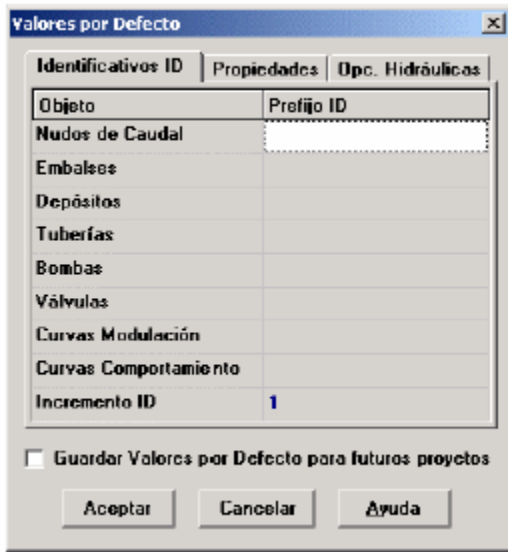 Valores por Defecto
Identificativos ID Propiedades Opc. Hidráulicas
Objeto Prefijo ID
Nudos de Caudal
Embalses
Depósitos
Tuberías
Bombas
Válvulas
Curvas Modulación
Curvas Comportamiento
Incremento ID 1
Guardar Valores por Defecto para futuros proyetos
Aceptar Cancelar Ayuda